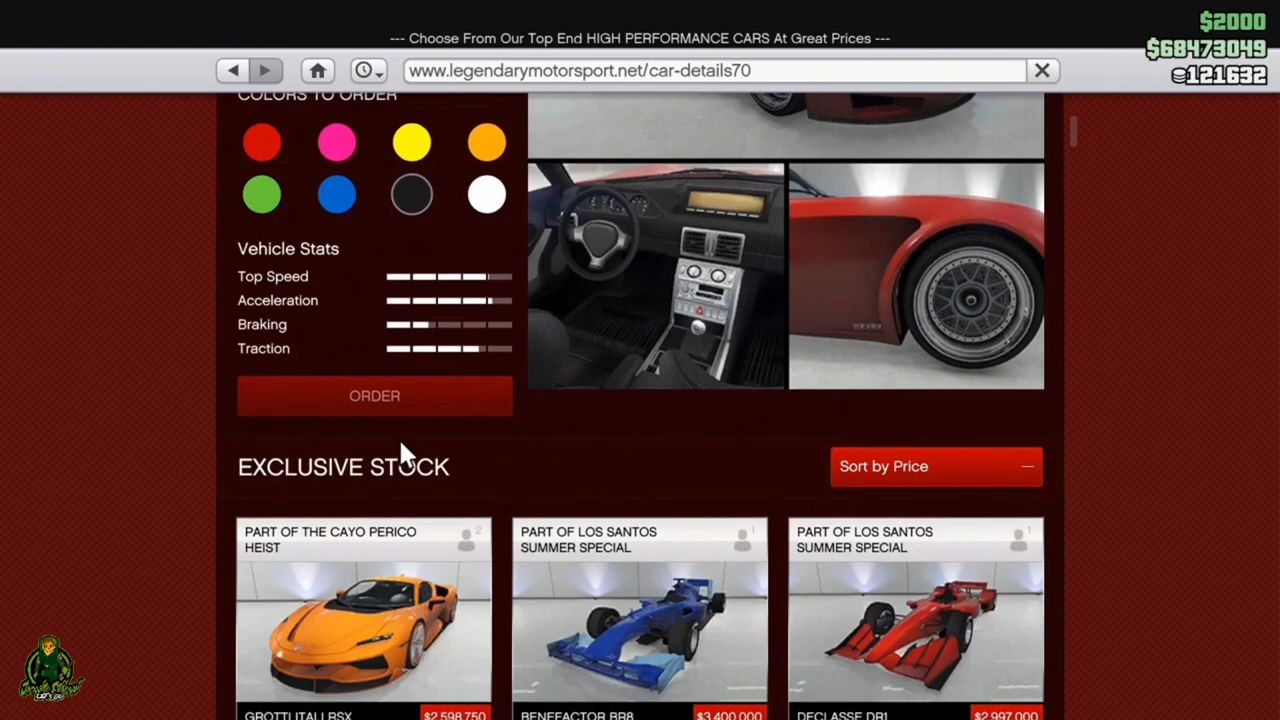 $2000
--- Choose From Our Top End HIGH PERFORMANCE CARS At Great Prices ---
$68473049
121632
www.legendarymotorsport.net/car-details70
COLORS TO ORDER
Vehicle Stats
Top Speed
Acceleration
Braking
Traction
ORDER
EXCLUSIVE STOCK
Sort by Price
PART OF THE CAYO PERICO
HEIST
2
PART OF LOS SANTOS
SUMMER SPECIAL
1
PART OF LOS SANTOS
SUMMER SPECIAL
1
GROTTI ITALI RSX
$2,598,750
BENEFACTOR BR8
$3,400,000
DECLASSE DR1
$2,997,000